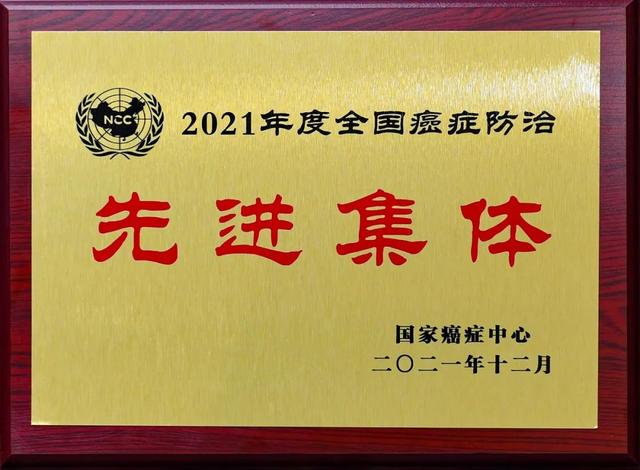 NCC
2021年度全国癌症防治
先进集体
国家癌症中心
二〇二一年十二月